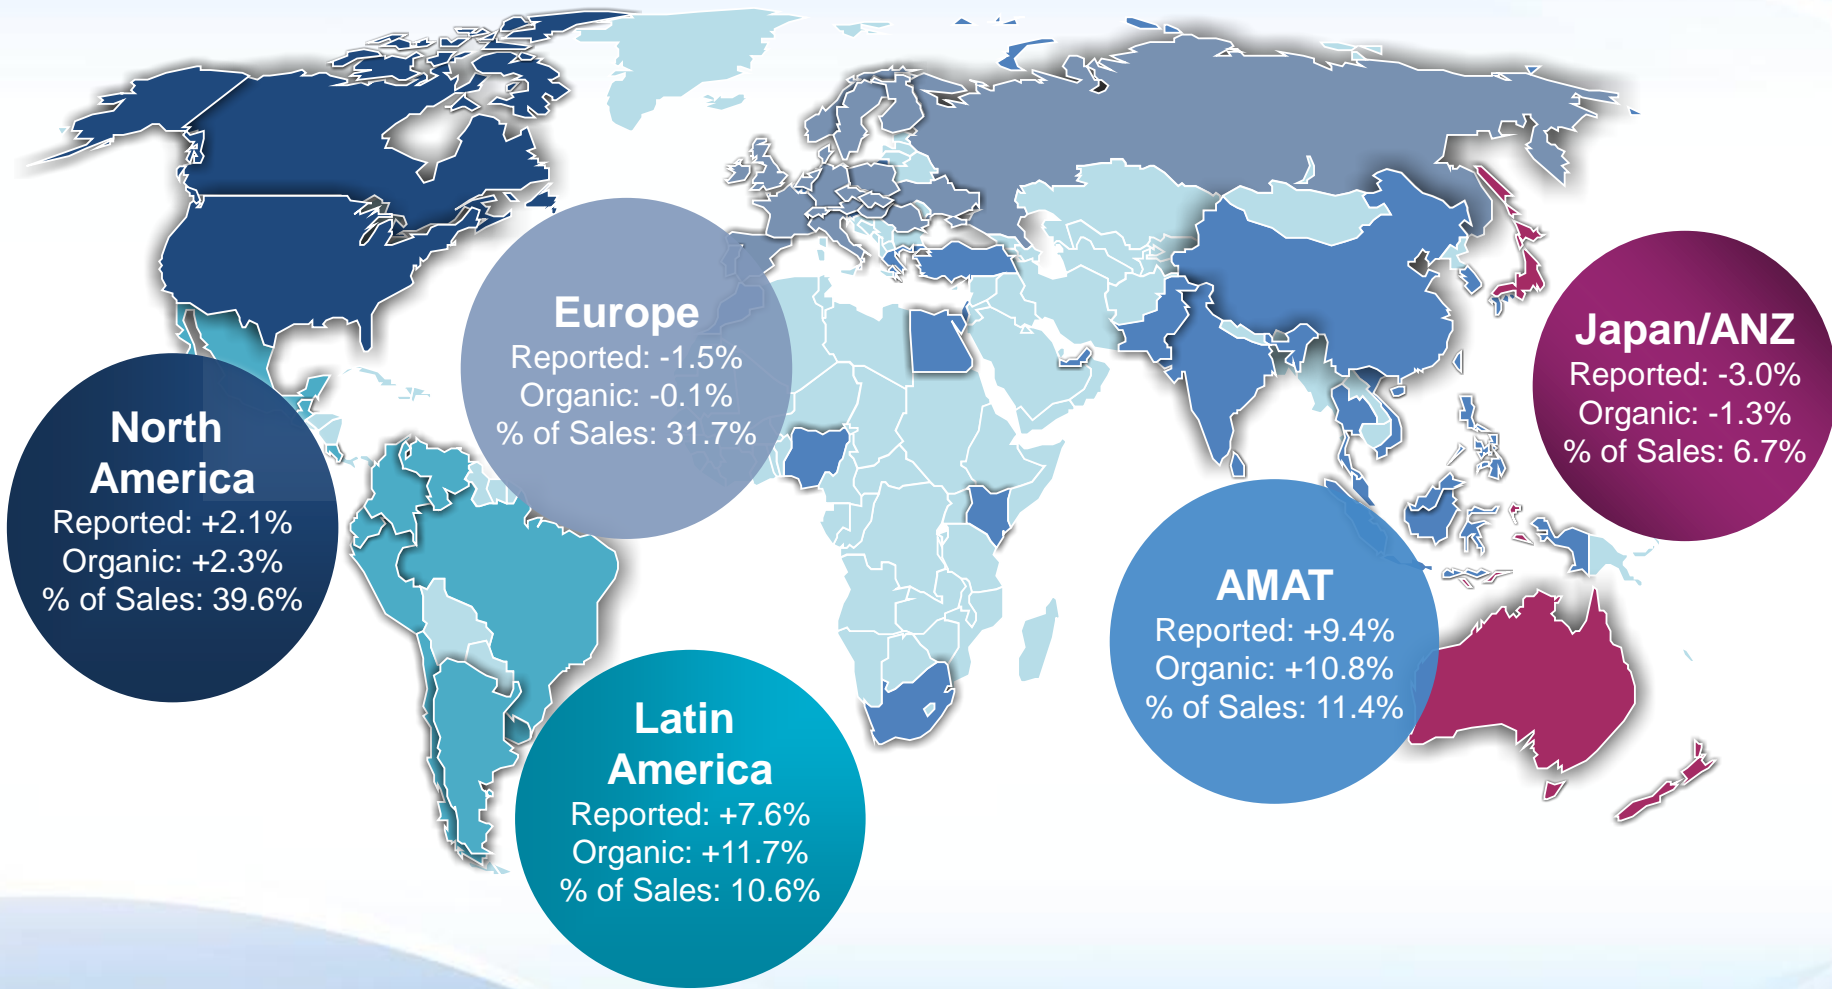 North
America
Reported: +2.1%
Organic: +2.3%
% of Sales: 39.6%
Europe
Reported: -1.5%
Organic: -0.1%
% of Sales: 31.7%
Latin
America
Reported: +7.6%
Organic: +11.7%
% of Sales: 10.6%
AMAT
Reported: +9.4%
Organic: +10.8%
% of Sales: 11.4%
Japan/ANZ
Reported: -3.0%
Organic: -1.3%
% of Sales: 6.7%